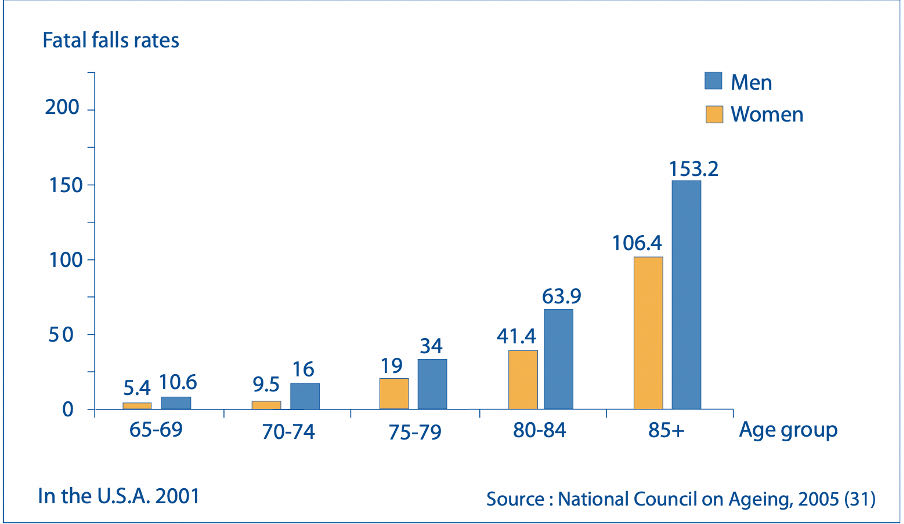 Fatal falls rates
Men
Women
200
150
100
50
0
5.4 10.6
9.5 16
19 34
41.4 63.9
106.4 153.2
65-69 70-74 75-79 80-84 85+ Age group
In the U.S.A. 2001
Source : National Council on Ageing, 2005 (31)